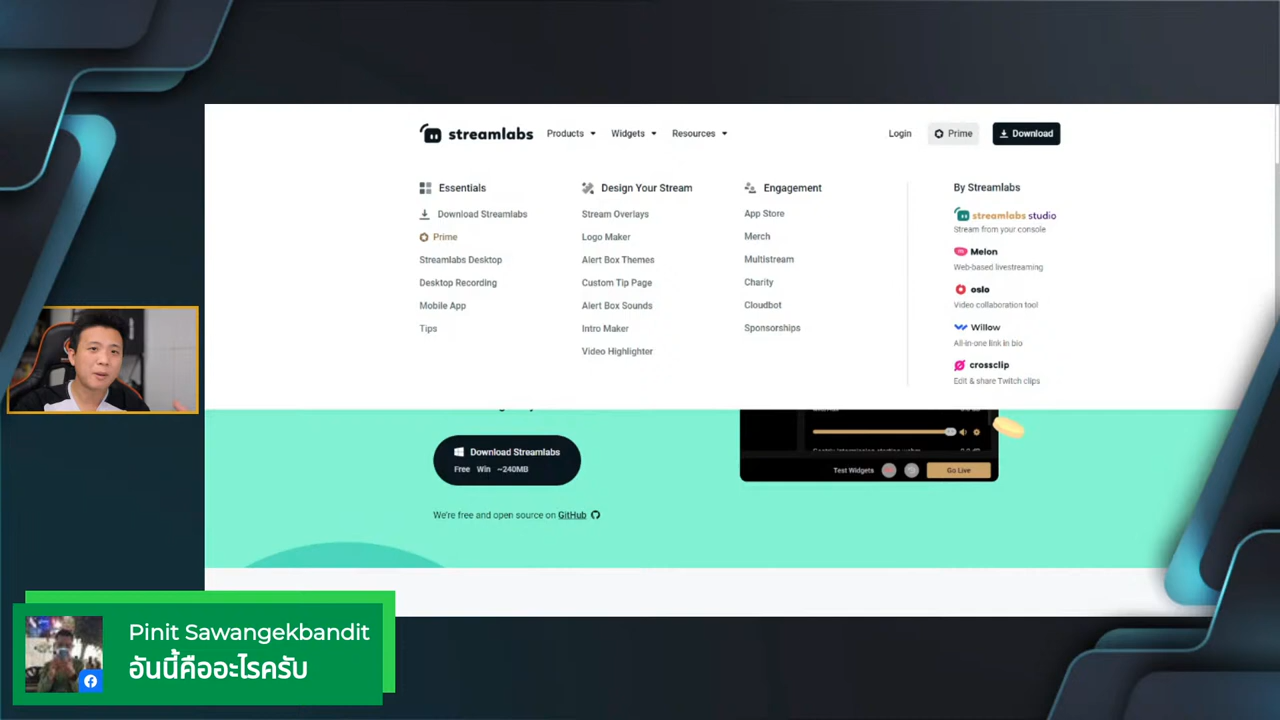 streamlabs
Products
Widgets
Resources
Login
Prime
Download
Essentials
Download Streamlabs
Prime
Streamlabs Desktop
Desktop Recording
Mobile App
Tips
Design Your Stream
Stream Overlays
Logo Maker
Alert Box Themes
Custom Tip Page
Alert Box Sounds
Intro Maker
Video Highlighter
Engagement
App Store
Merch
Multistream
Charity
Cloudbot
Sponsorships
By Streamlabs
streamlabs studio
Stream from your console
Melon
Web-based livestreaming
oslo
Video collaboration tool
Willow
All-in-one link in bio
crossclip
Edit & share Twitch clips
Download Streamlabs
Free Win ~240MB
We're free and open source on GitHub
Test Widgets
Go Live
Pinit Sawangekbandit
อันนี้คืออะไรครับ